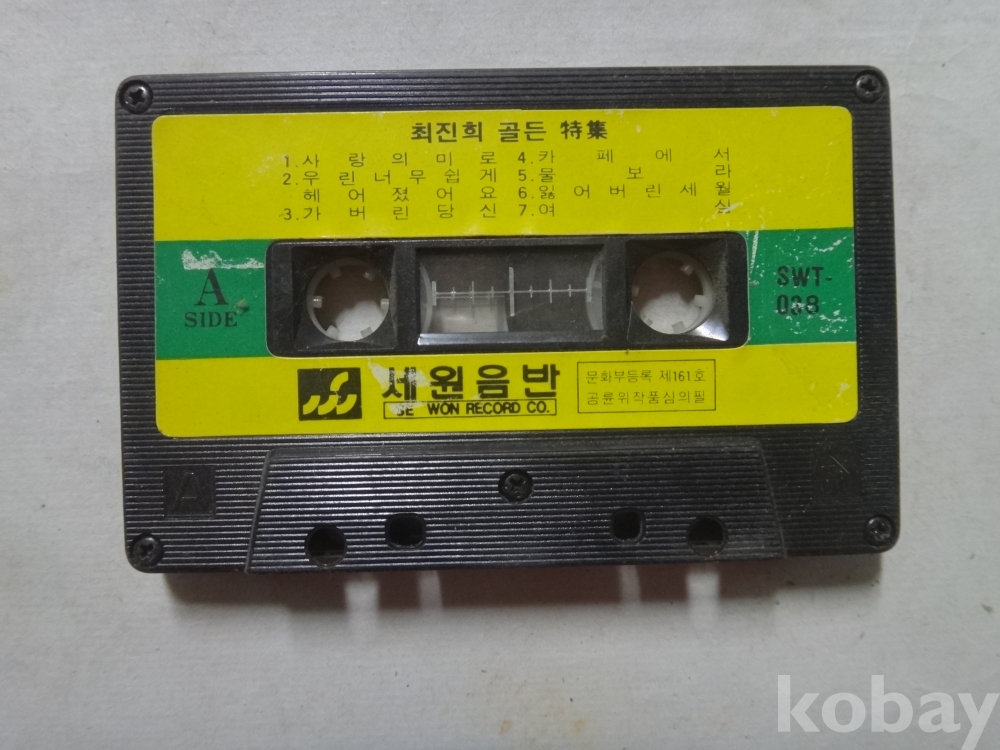 최진희 골든 特集
1. 사랑의미로 4. 카페에서
2. 우린너무쉽게 5. 물보라
헤어졌어요 6. 잃어버린세월
3. 가버린당신 7. 여심
A
SIDE
SWT-
038
세원음반
SE WON RECORD CO.
문화부등록 제161호
공륜위작품심의필
A
kobay